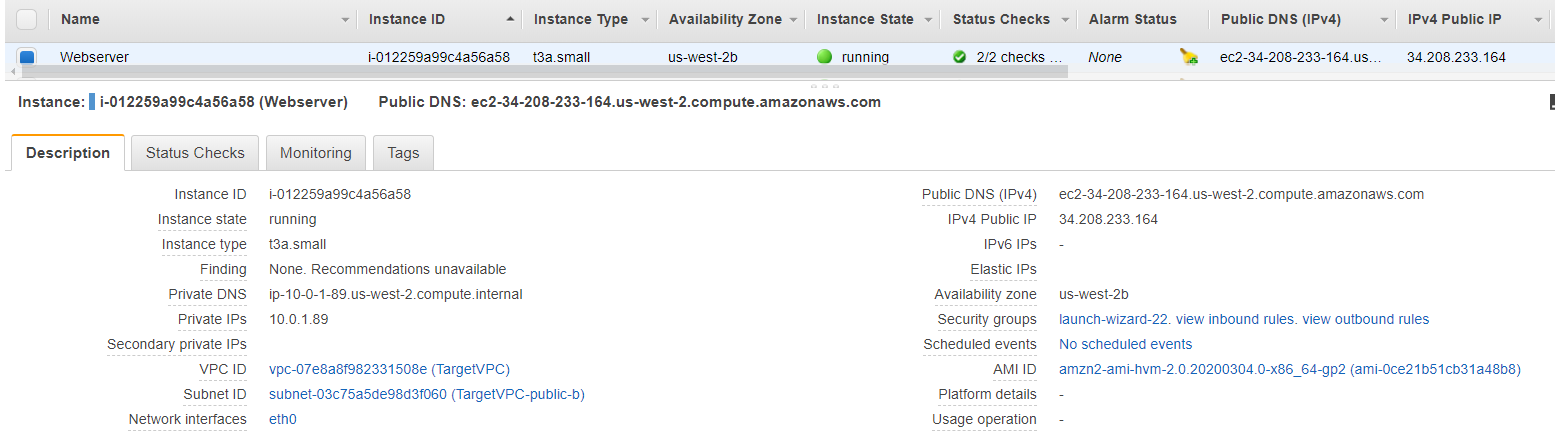 Name Instance ID Instance Type Availability Zone Instance State Status Checks Alarm Status Public DNS (IPv4) IPv4 Public IP
Webserver i-012259a99c4a56a58 t3a.small us-west-2b running 2/2 checks ... None ec2-34-208-233-164.us... 34.208.233.164
Instance: i-012259a99c4a56a58 (Webserver) Public DNS: ec2-34-208-233-164.us-west-2.compute.amazonaws.com
Description Status Checks Monitoring Tags
Instance ID i-012259a99c4a56a58 Public DNS (IPv4) ec2-34-208-233-164.us-west-2.compute.amazonaws.com
Instance state running IPv4 Public IP 34.208.233.164
Instance type t3a.small IPv6 IPs -
Finding None. Recommendations unavailable Elastic IPs
Private DNS ip-10-0-1-89.us-west-2.compute.internal Availability zone us-west-2b
Private IPs 10.0.1.89 Security groups launch-wizard-22. view inbound rules. view outbound rules
Secondary private IPs Scheduled events No scheduled events
VPC ID vpc-07e8a8f982331508e (TargetVPC) AMI ID amzn2-ami-hvm-2.0.20200304.0-x86_64-gp2 (ami-0ce21b51cb31a48b8)
Subnet ID subnet-03c75a5de98d3f060 (TargetVPC-public-b) Platform details -
Network interfaces eth0 Usage operation -